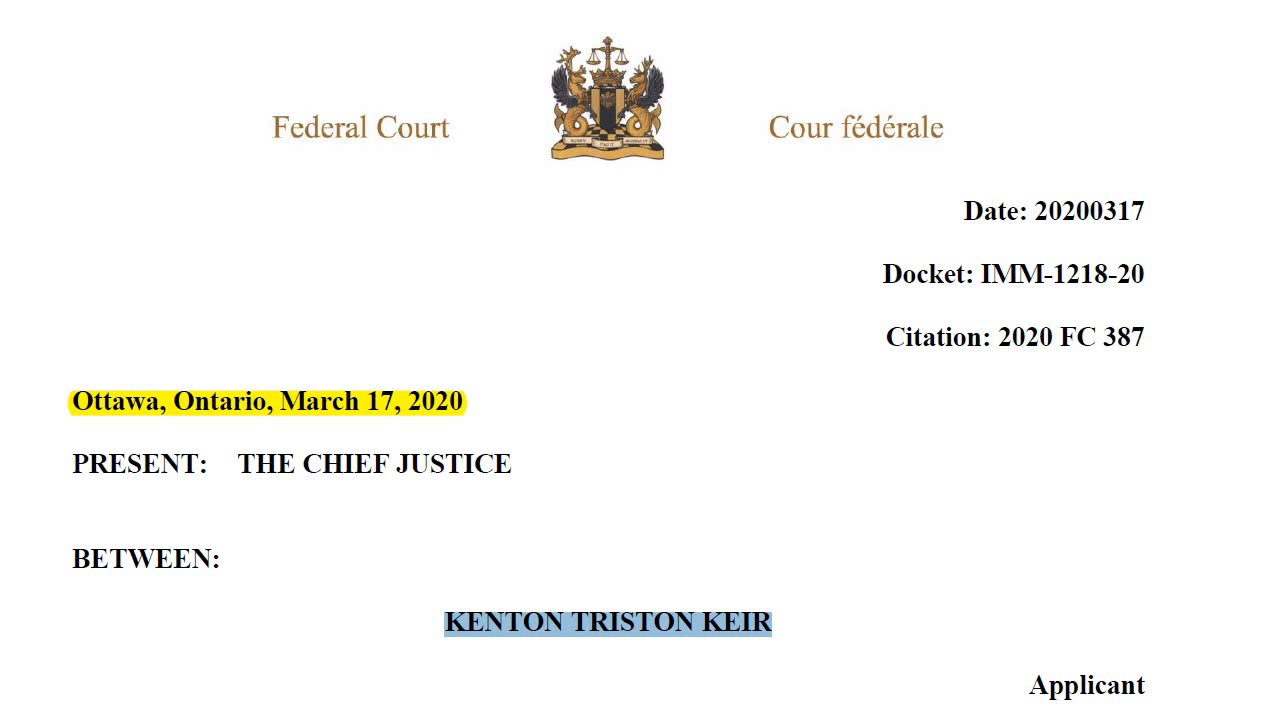 Federal Court
Cour fédérale
Date: 20200317
Docket: IMM-1218-20
Citation: 2020 FC 387
Ottawa, Ontario, March 17, 2020
PRESENT: THE CHIEF JUSTICE
BETWEEN:
KENTON TRISTON KEIR
Applicant